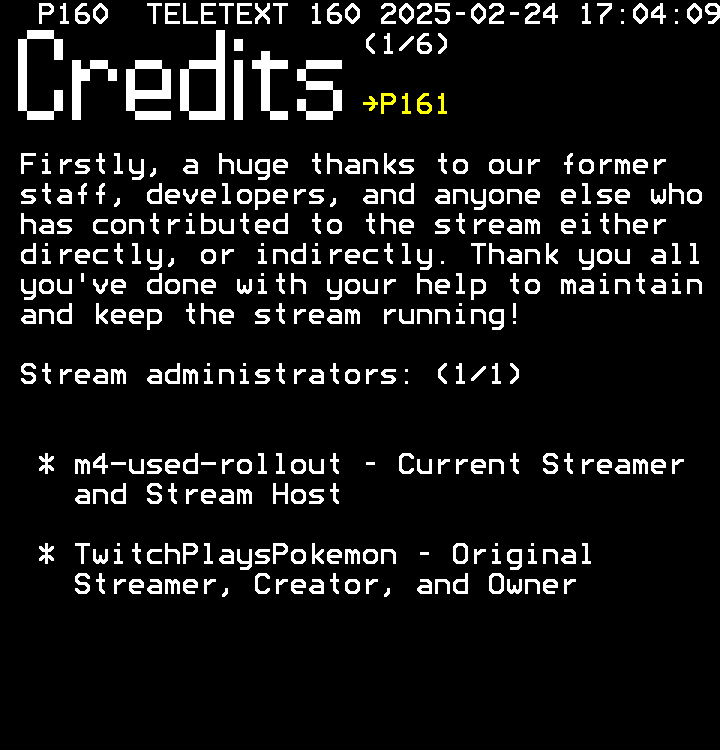 P160 TELETEXT 160 2025-02-24 17:04:09
Credits (1/6)
→P161
Firstly, a huge thanks to our former
staff, developers, and anyone else who
has contributed to the stream either
directly, or indirectly. Thank you all
you've done with your help to maintain
and keep the stream running!
Stream administrators: (1/1)
* m4-used-rollout - Current Streamer
and Stream Host
* TwitchPlaysPokemon - Original
Streamer, Creator, and Owner